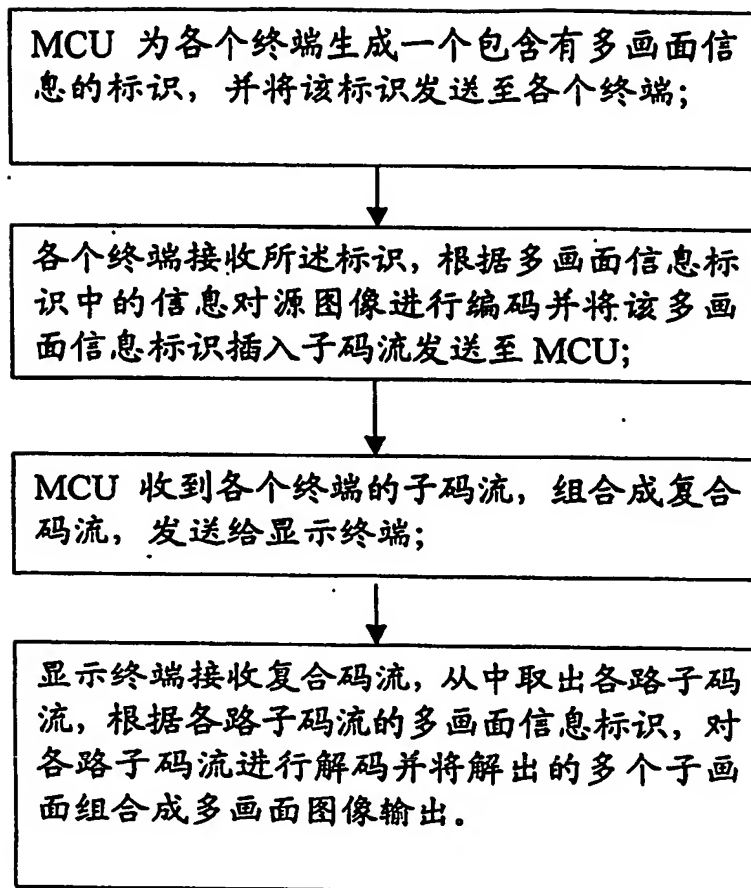 MCU 为各个终端生成一个包含有多画面信
息的标识，并将该标识发送至各个终端；
各个终端接收所述标识，根据多画面信息标
识中的信息对源图像进行编码并将该多画
面信息标识插入子码流发送至 MCU；
MCU 收到各个终端的子码流，组合成复合
码流，发送给显示终端；
显示终端接收复合码流，从中取出各路子码
流，根据各路子码流的多画面信息标识，对
各路子码流进行解码并将解出的多个子画
面组合成多画面图像输出。